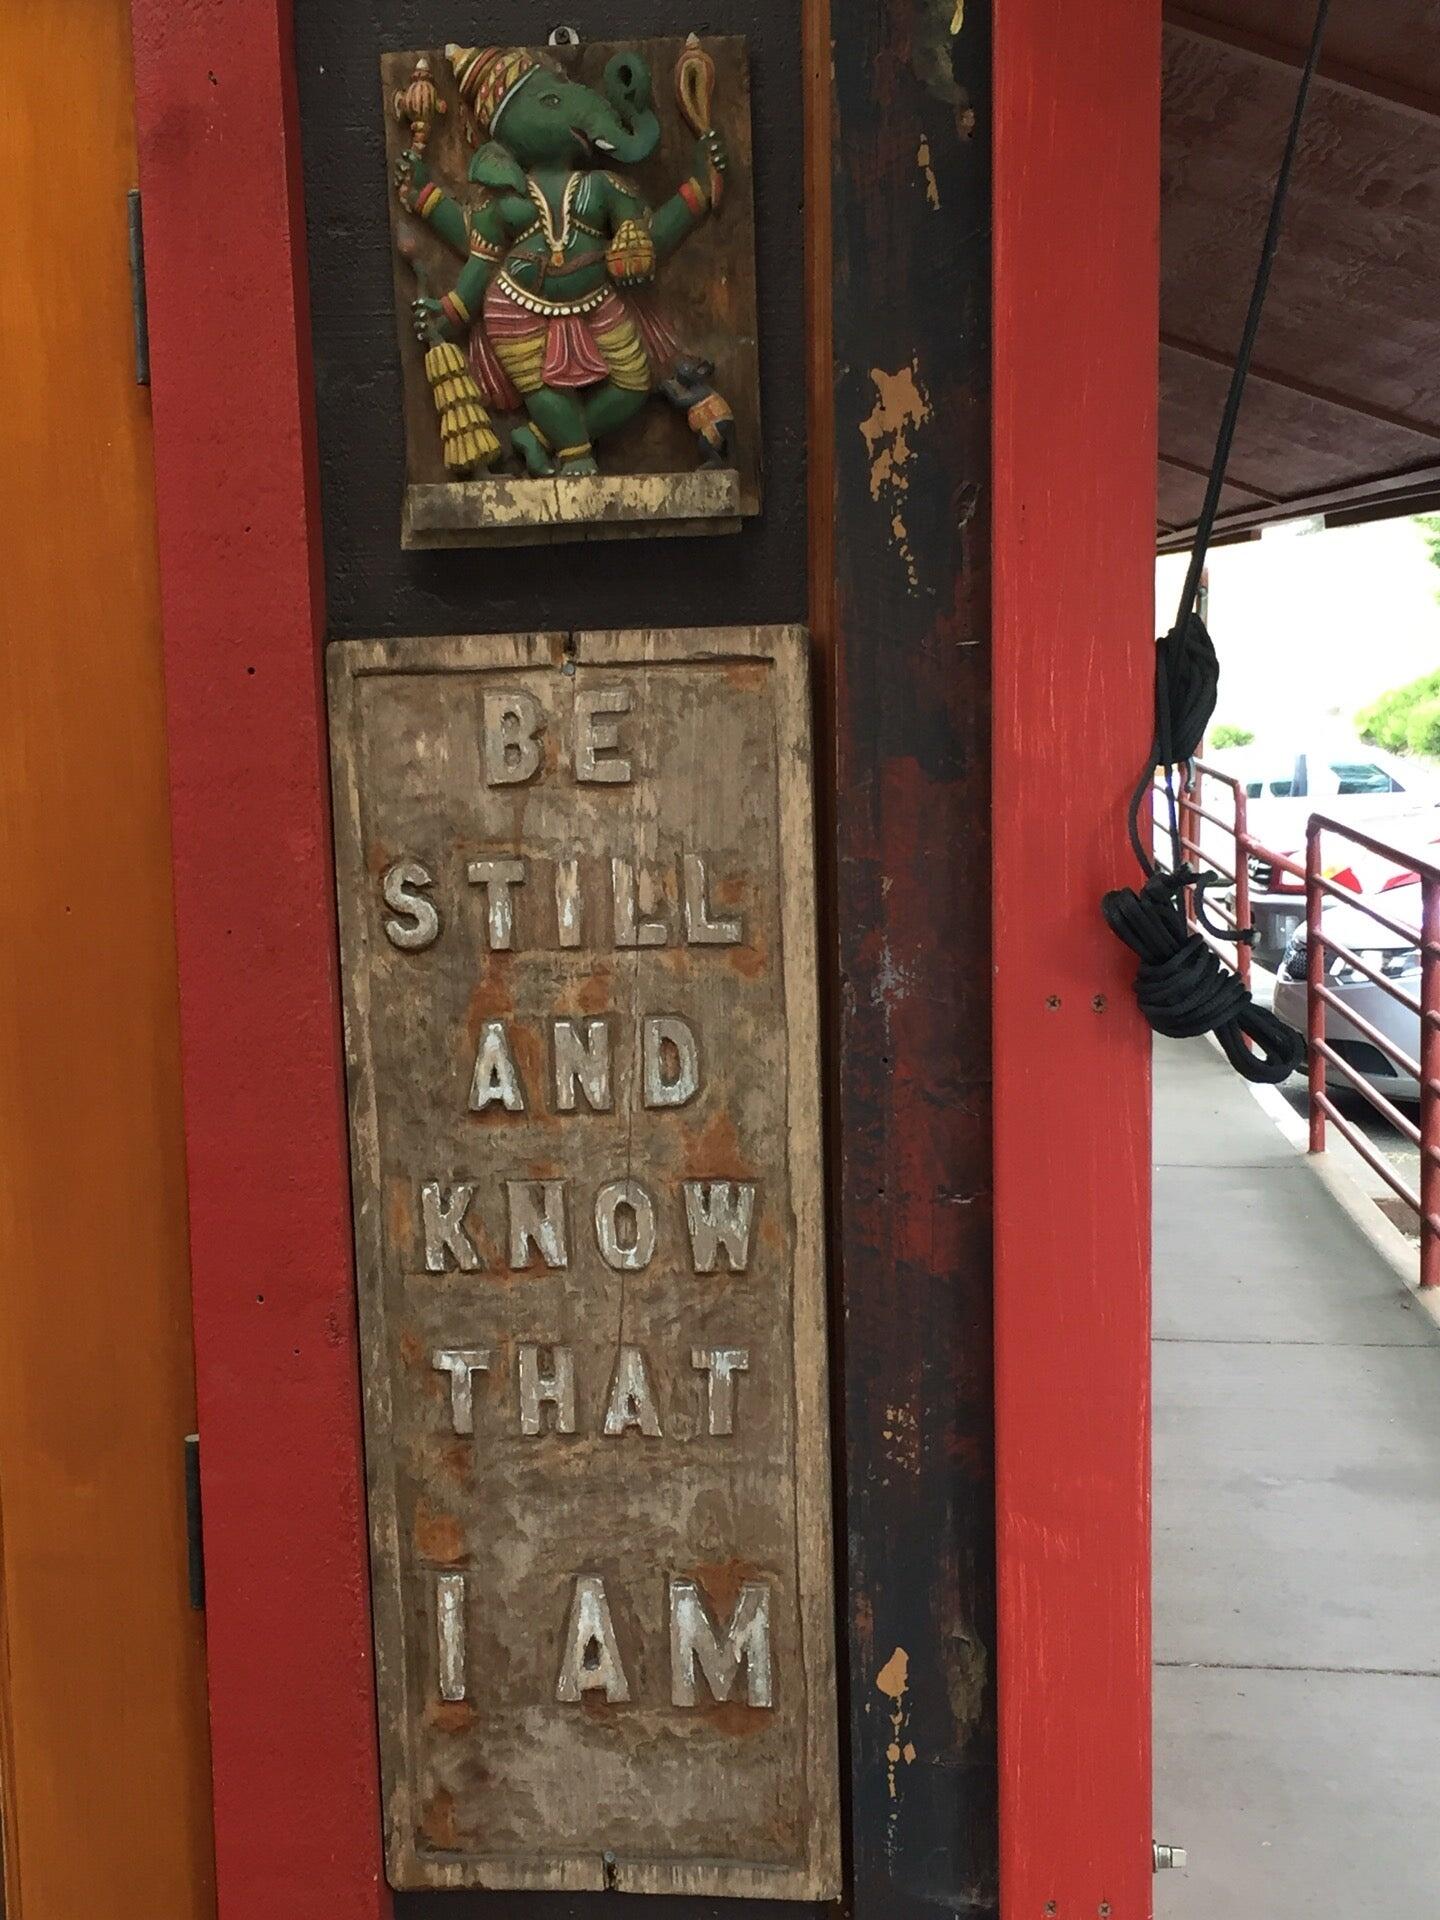 BE
STILL
AND
KNOW
THAT
I AM